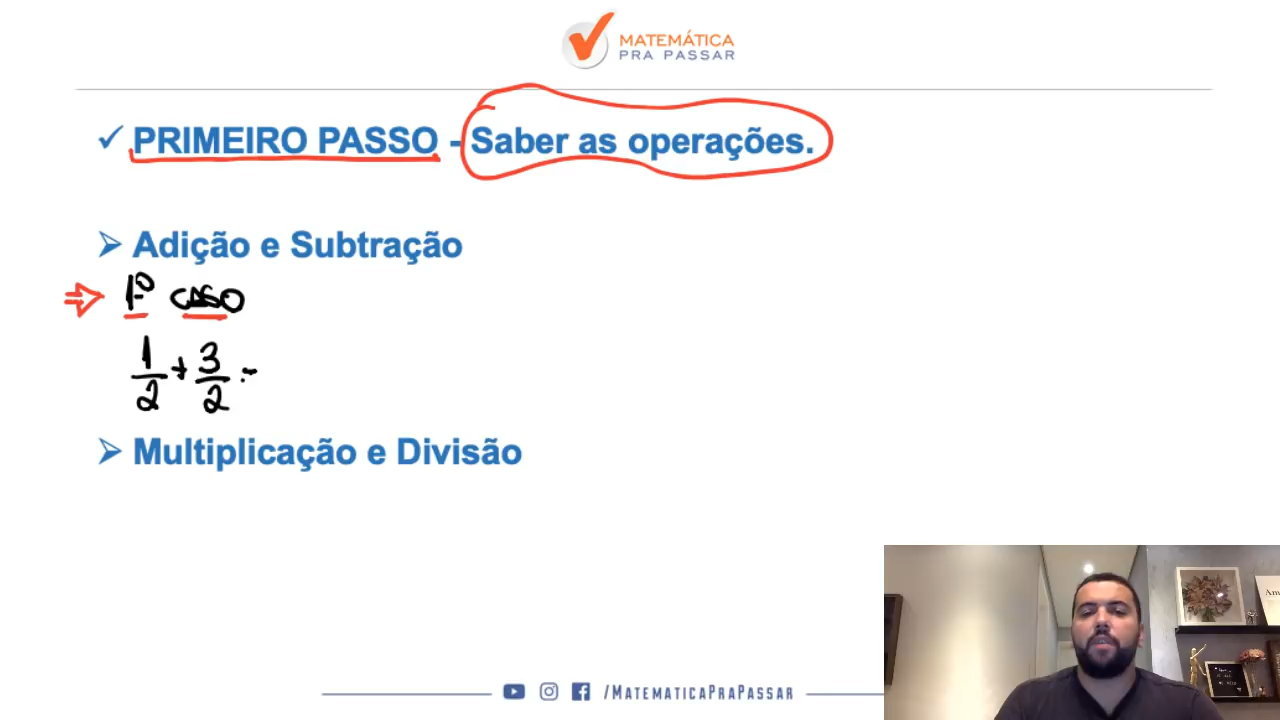 MATEMÁTICA
PRA PASSAR
PRIMEIRO PASSO - Saber as operações.
Adição e Subtração
1º CASO
1/2 + 3/2 =
Multiplicação e Divisão
/MATEMATICAPRAPASSAR